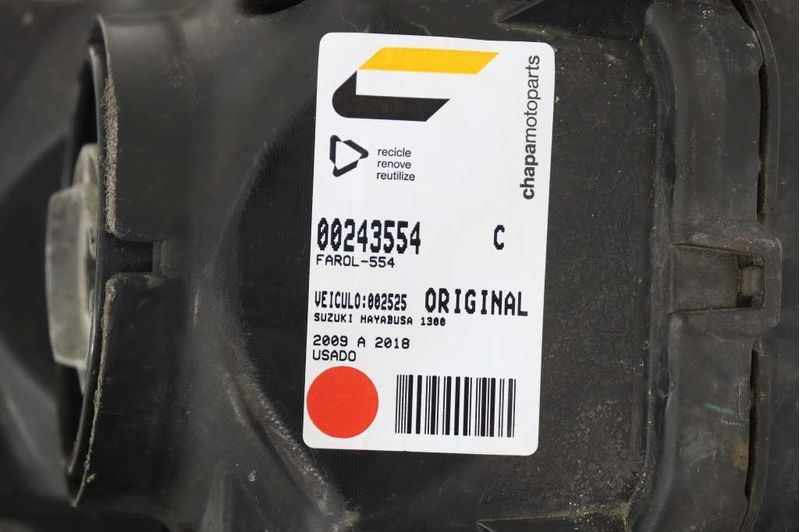 chapamotoparts
recicle
renove
reutilize
00243554 C
FAROL-554
VEICULO:002525 ORIGINAL
SUZUKI HAYABUSA 1300
2009 A 2018
USADO